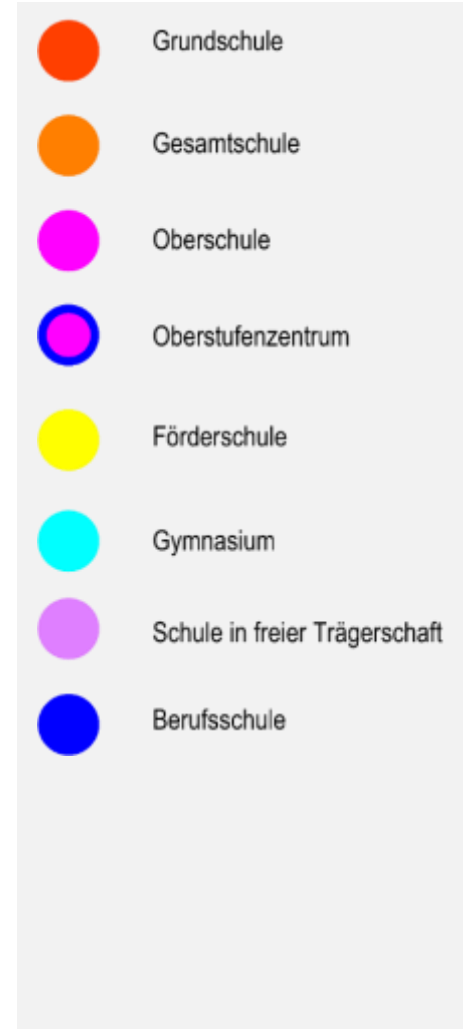 Grundschule
Gesamtschule
Oberschule
Oberstufenzentrum
Förderschule
Gymnasium
Schule in freier Trägerschaft
Berufsschule